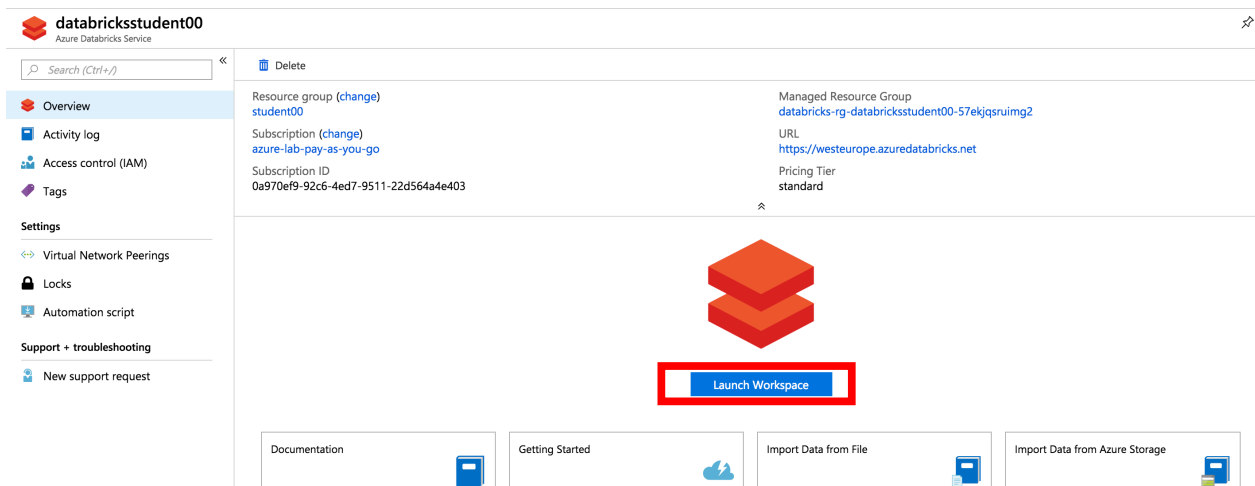 databricksstudent00
Azure Databricks Service
Search (Ctrl+/)
«
Overview
Activity log
Access control (IAM)
Tags
Settings
Virtual Network Peerings
Locks
Automation script
Support + troubleshooting
New support request
Delete
Resource group (change)
student00
Subscription (change)
azure-lab-pay-as-you-go
Subscription ID
0a970ef9-92c6-4ed7-9511-22d564a4e403
Managed Resource Group
databricks-rg-databricksstudent00-57ekjqsruimg2
URL
https://westeurope.azuredatabricks.net
Pricing Tier
standard
Launch Workspace
Documentation
Getting Started
Import Data from File
Import Data from Azure Storage